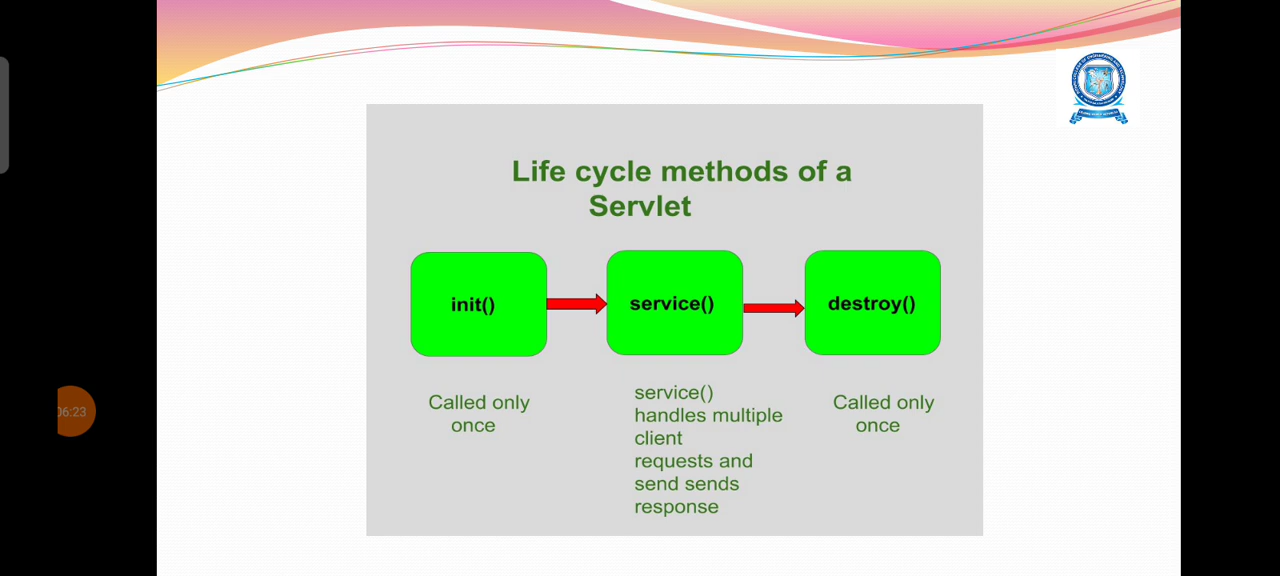 Life cycle methods of a
Servlet
init()
service()
destroy()
Called only
once
service()
handles multiple
client
requests and
send sends
response
Called only
once
06:23